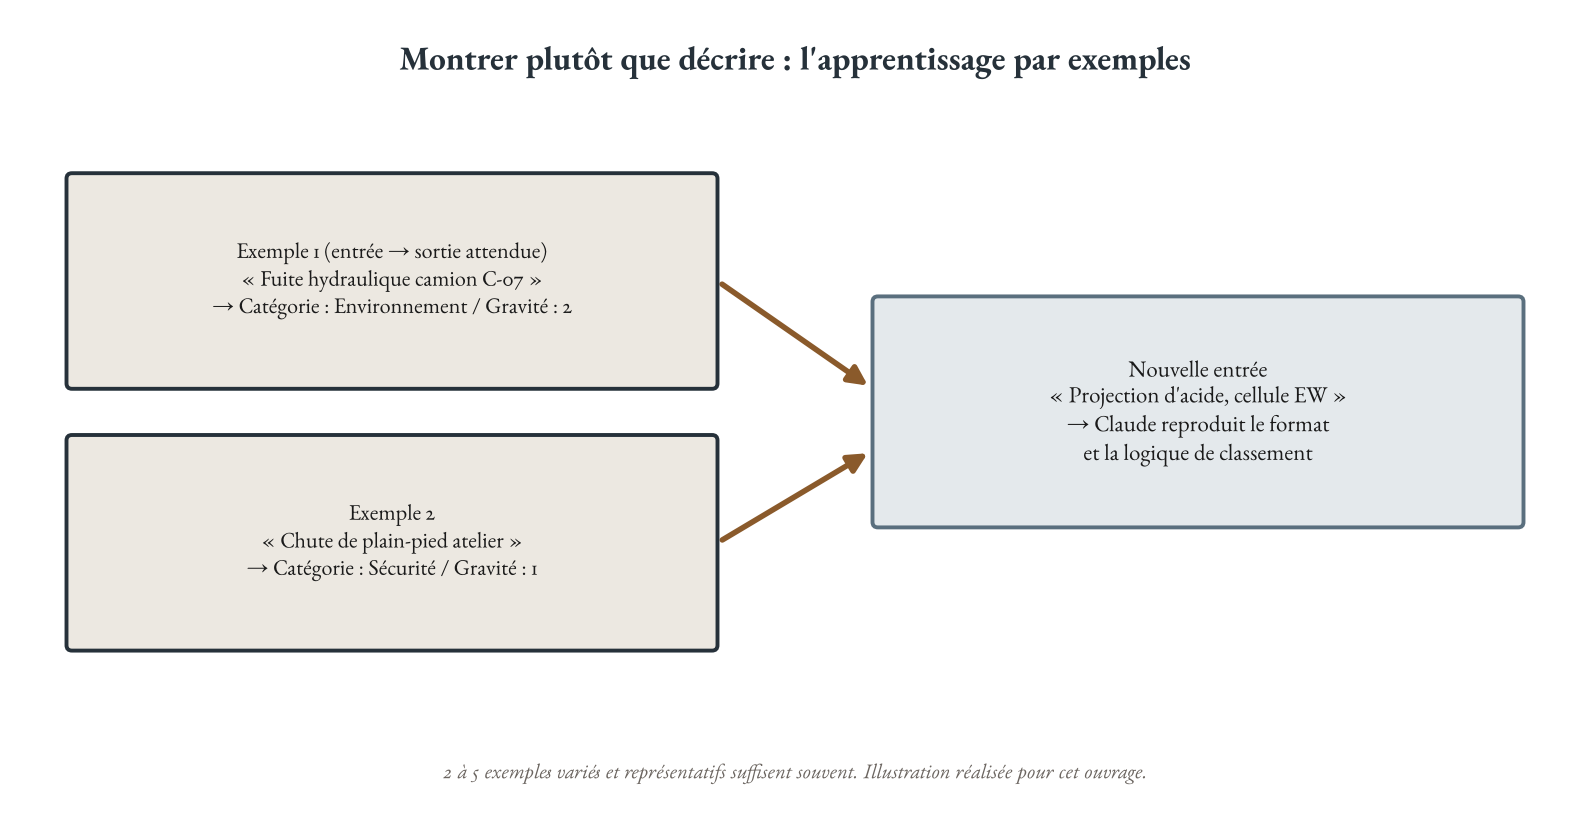 Montrer plutôt que décrire : l'apprentissage par exemples
Exemple 1 (entrée → sortie attendue)
« Fuite hydraulique camion C-07 »
→ Catégorie : Environnement / Gravité : 2
Exemple 2
« Chute de plain-pied atelier »
→ Catégorie : Sécurité / Gravité : 1
Nouvelle entrée
« Projection d'acide, cellule EW »
→ Claude reproduit le format
et la logique de classement
2 à 5 exemples variés et représentatifs suffisent souvent. Illustration réalisée pour cet ouvrage.